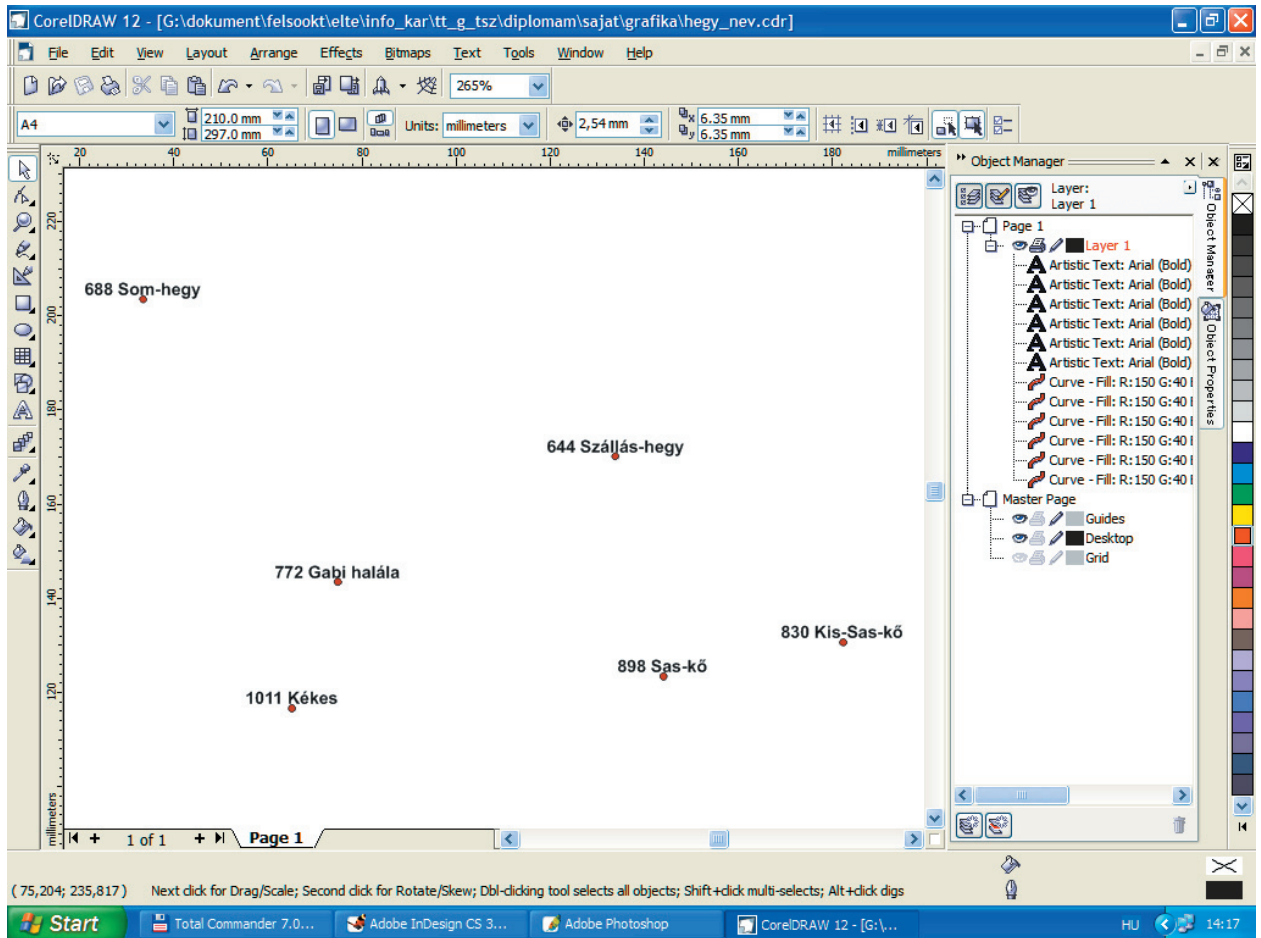 CorelDRAW 12 - [G:\dokument\felsookt\elte\info_kar\tt_g_tsz\diplomam\sajat\grafika\hegy_nev.cdr]
File Edit View Layout Arrange Effects Bitmaps Text Tools Window Help
265%
A4 210.0 mm 297.0 mm Units: millimeters 2,54 mm x 6.35 mm y 6.35 mm
20 40 60 80 100 120 140 160 180 millimeters
220
200
180
160
140
120
millimeters
688 Som-hegy
644 Szállás-hegy
772 Gabi halála
830 Kis-Sas-kő
898 Sas-kő
1011 Kékes
Object Manager
Layer:
Layer 1
Page 1
Layer 1
Artistic Text: Arial (Bold)
Artistic Text: Arial (Bold)
Artistic Text: Arial (Bold)
Artistic Text: Arial (Bold)
Artistic Text: Arial (Bold)
Artistic Text: Arial (Bold)
Curve - Fill: R:150 G:40
Curve - Fill: R:150 G:40
Curve - Fill: R:150 G:40
Curve - Fill: R:150 G:40
Curve - Fill: R:150 G:40
Curve - Fill: R:150 G:40
Master Page
Guides
Desktop
Grid
Object Manager
Object Properties
1 of 1 Page 1
( 75,204; 235,817 ) Next click for Drag/Scale; Second click for Rotate/Skew; Dbl-clicking tool selects all objects; Shift+click multi-selects; Alt+click digs
Start Total Commander 7.0... Adobe InDesign CS 3... Adobe Photoshop CorelDRAW 12 - [G:\... HU 14:17